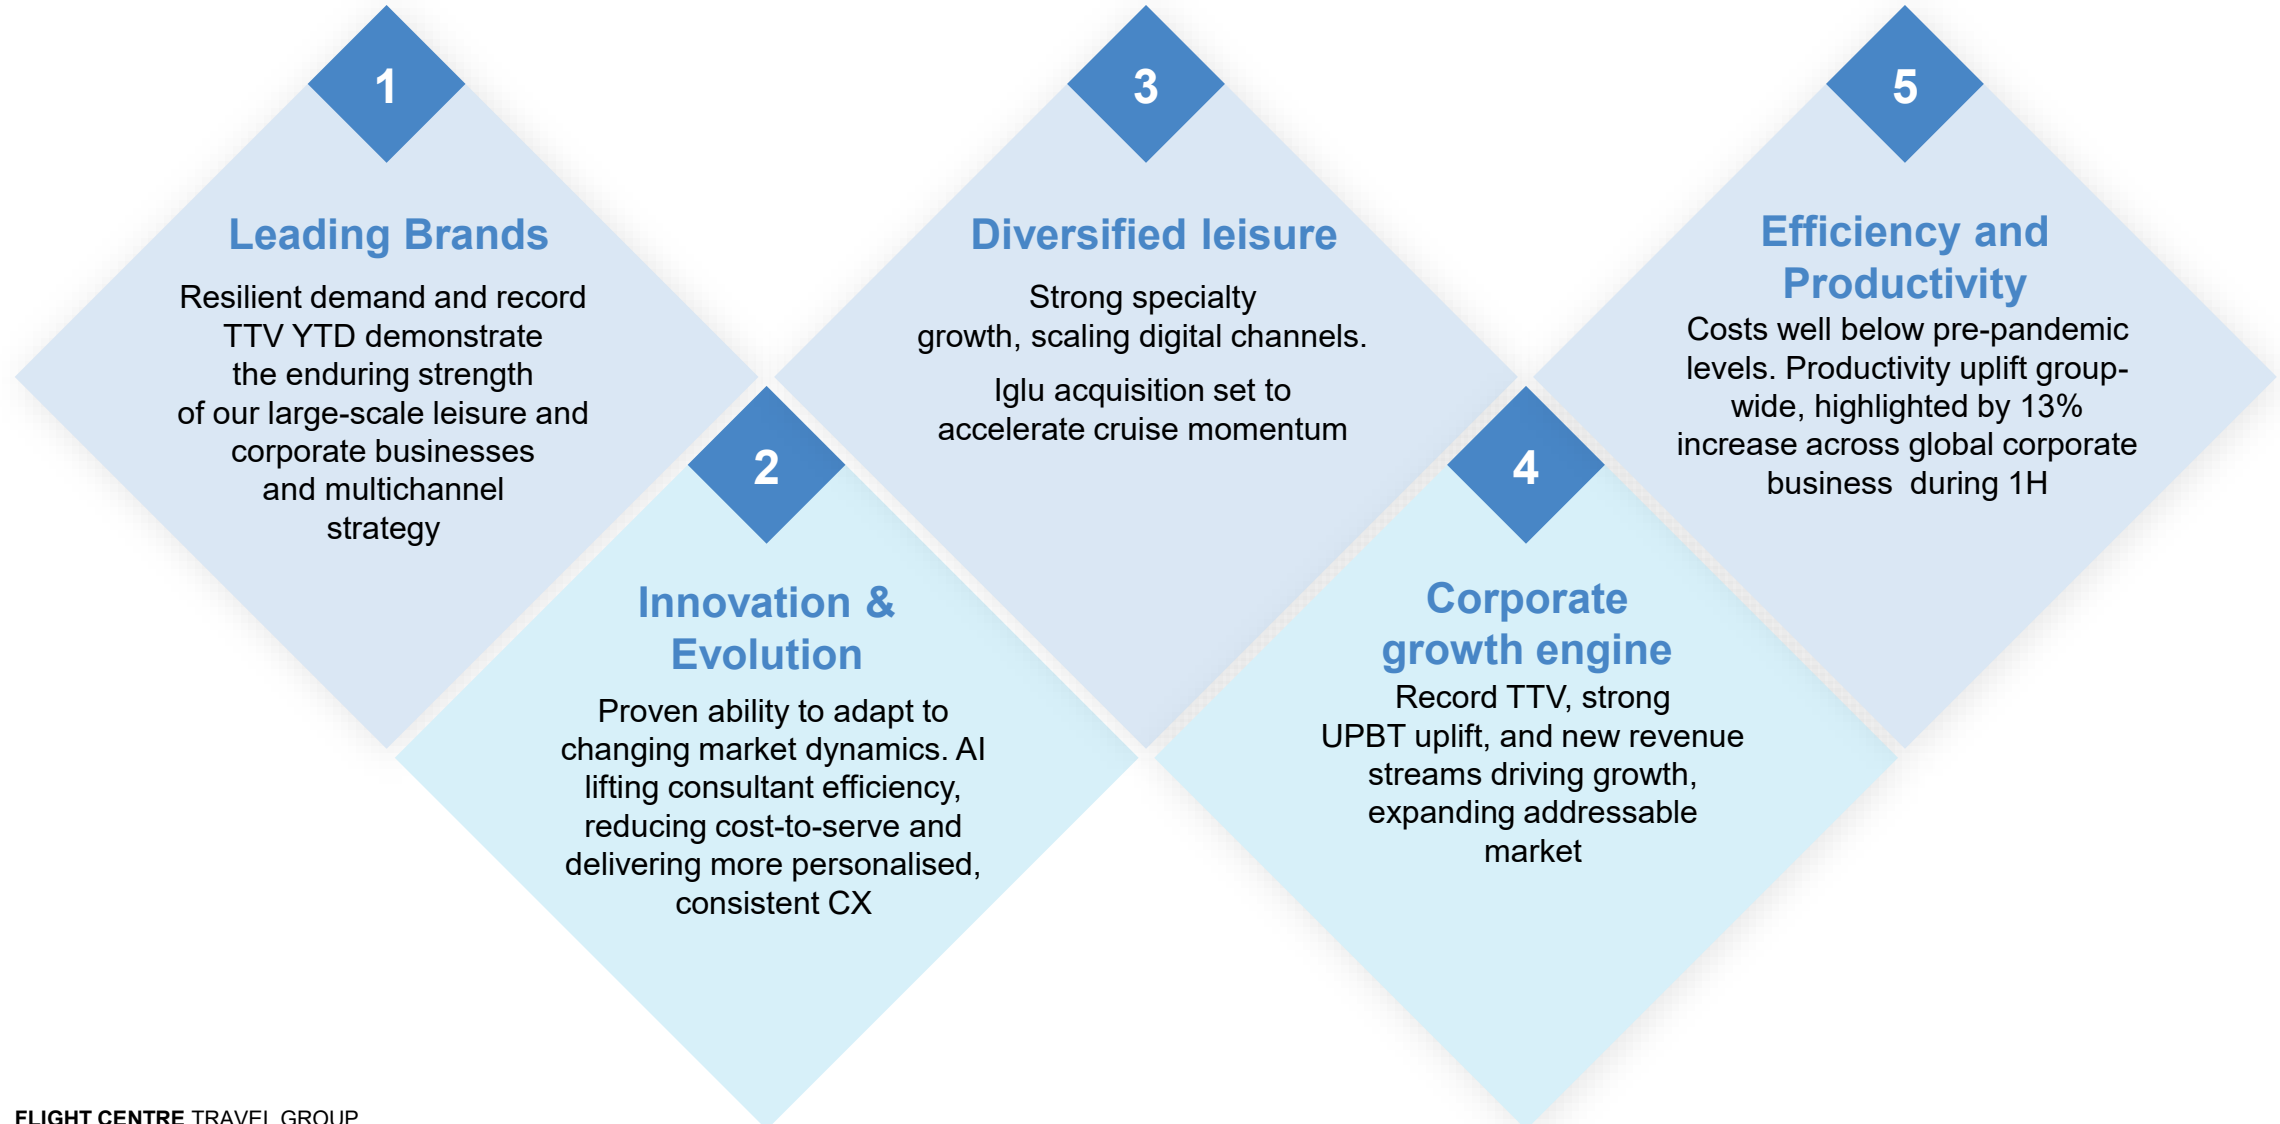 1
Leading Brands
Resilient demand and record
TTV YTD demonstrate
the enduring strength
of our large-scale leisure and
corporate businesses
and multichannel
strategy
2
Innovation &
Evolution
Proven ability to adapt to
changing market dynamics. AI
lifting consultant efficiency,
reducing cost-to-serve and
delivering more personalised,
consistent CX
3
Diversified leisure
Strong specialty
growth, scaling digital channels.
Iglu acquisition set to
accelerate cruise momentum
4
Corporate
growth engine
Record TTV, strong
UPBT uplift, and new revenue
streams driving growth,
expanding addressable
market
5
Efficiency and
Productivity
Costs well below pre-pandemic
levels. Productivity uplift group-
wide, highlighted by 13%
increase across global corporate
business  during 1H
FLIGHT CENTRE TRAVEL GROUP